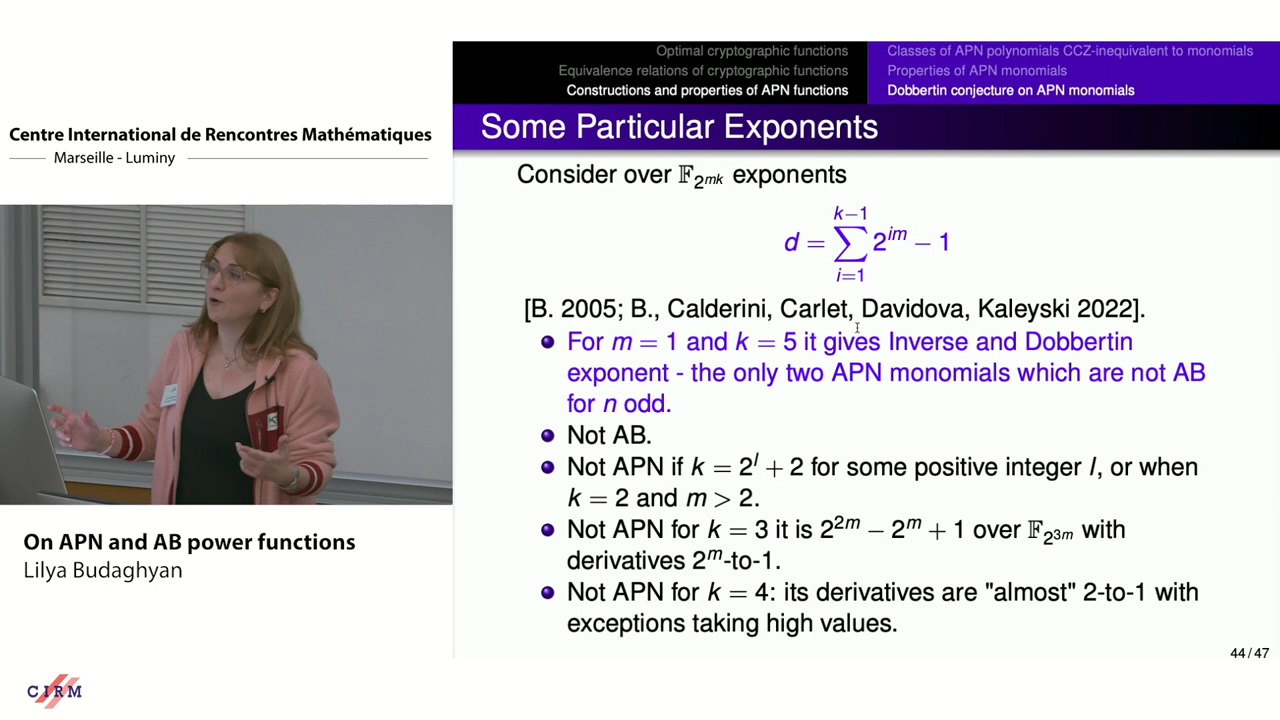 Centre International de Rencontres Mathématiques
Marseille - Luminy
On APN and AB power functions
Lilya Budaghyan
CIRM
Optimal cryptographic functions
Equivalence relations of cryptographic functions
Constructions and properties of APN functions
Classes of APN polynomials CCZ-inequivalent to monomials
Properties of APN monomials
Dobbertin conjecture on APN monomials
Some Particular Exponents
Consider over 𝔽_{2^{mk}} exponents
d = ∑_{i=1}^{k−1} 2^{im} − 1
[B. 2005; B., Calderini, Carlet, Davidova, Kaleyski 2022].
For m = 1 and k = 5 it gives Inverse and Dobbertin
exponent - the only two APN monomials which are not AB
for n odd.
Not AB.
Not APN if k = 2^l + 2 for some positive integer l, or when
k = 2 and m > 2.
Not APN for k = 3 it is 2^{2m} − 2^m + 1 over 𝔽_{2^{3m}} with
derivatives 2^m-to-1.
Not APN for k = 4: its derivatives are "almost" 2-to-1 with
exceptions taking high values.
44 / 47